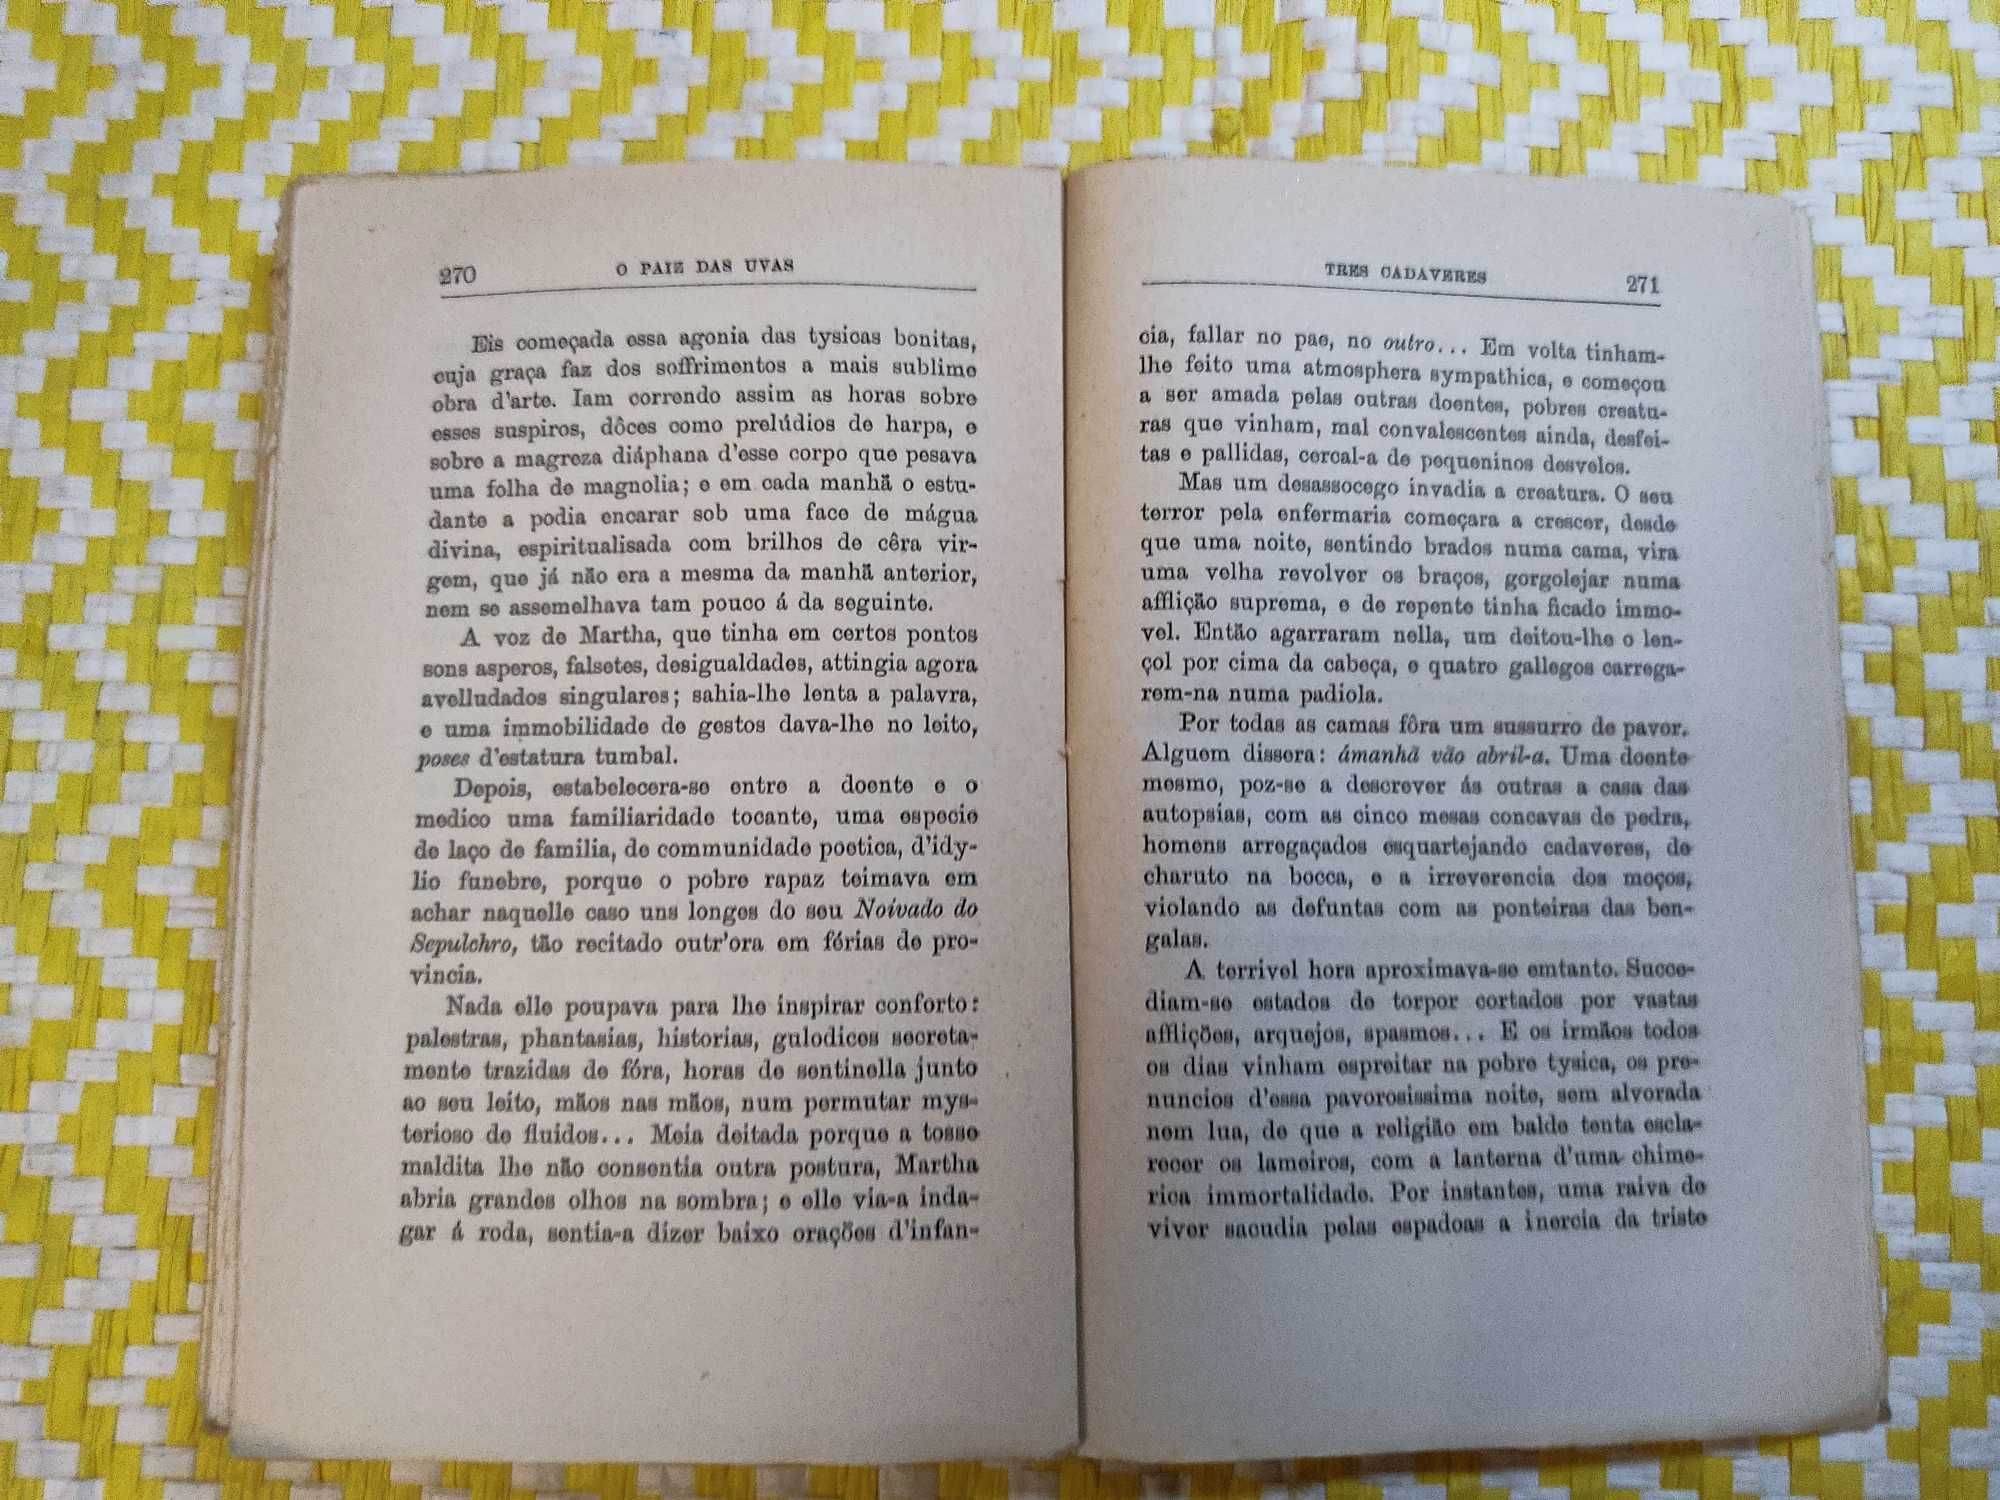 270 O PAIZ DAS UVAS
Eis começada essa agonia das tysicas bonitas,
cuja graça faz dos soffrimentos a mais sublime
obra d'arte. Iam correndo assim as horas sobre
esses suspiros, dôces como prelúdios de harpa, e
sobre a magreza diáphana d'esse corpo que pesava
uma folha de magnolia; e em cada manhã o estu-
dante a podia encarar sob uma face de mágua
divina, espiritualisada com brilhos de cêra vir-
gem, que já não era a mesma da manhã anterior,
nem se assemelhava tam pouco á da seguinte.
A voz de Martha, que tinha em certos pontos
sons asperos, falsetes, desigualdades, attingia agora
avelludados singulares; sahia-lhe lenta a palavra,
e uma immobilidade de gestos dava-lhe no leito,
poses d'estatura tumbal.
Depois, estabelecera-se entre a doente e o
medico uma familiaridade tocante, uma especie
de laço de familia, de communidade poetica, d'idy-
lio funebre, porque o pobre rapaz teimava em
achar naquelle caso uns longes do seu Noivado do
Sepulchro, tão recitado outr'ora em férias de pro-
vincia.
Nada elle poupava para lhe inspirar conforto:
palestras, phantasias, historias, gulodices secreta-
mente trazidas de fóra, horas de sentinella junto
ao seu leito, mãos nas mãos, num permutar mys-
terioso de fluidos... Meia deitada porque a tosse
maldita lhe não consentia outra postura, Martha
abria grandes olhos na sombra; e elle via-a inda-
gar á roda, sentia-a dizer baixo orações d'infan-
TRES CADAVERES 271
cia, fallar no pae, no outro... Em volta tinham-
lhe feito uma atmosphera sympathica, e começou
a ser amada pelas outras doentes, pobres creatu-
ras que vinham, mal convalescentes ainda, desfei-
tas e pallidas, cercal-a de pequeninos desvelos.
Mas um desassocego invadia a creatura. O seu
terror pela enfermaria começara a crescer, desde
que uma noite, sentindo brados numa cama, vira
uma velha revolver os braços, gorgolejar numa
afflição suprema, e de repente tinha ficado immo-
vel. Então agarraram nella, um deitou-lhe o len-
çol por cima da cabeça, e quatro gallegos carrega-
rem-na numa padiola.
Por todas as camas fôra um sussurro de pavor.
Alguem dissera: ámanhã vão abril-a. Uma doente
mesmo, poz-se a descrever ás outras a casa das
autopsias, com as cinco mesas concavas de pedra,
homens arregaçados esquartejando cadaveres, de
charuto na bocca, e a irreverencia dos moços,
violando as defuntas com as ponteiras das ben-
galas.
A terrivel hora aproximava-se emtanto. Succe-
diam-se estados de torpor cortados por vastas
afflições, arquejos, spasmos... E os irmãos todos
os dias vinham espreitar na pobre tysica, os pre-
nuncios d'essa pavorosissima noite, sem alvorada
nem lua, de que a religião em balde tenta escla-
recer os lameiros, com a lanterna d'uma chime-
rica immortalidade. Por instantes, uma raiva de
viver sacudia pelas espadoas a inercia da triste